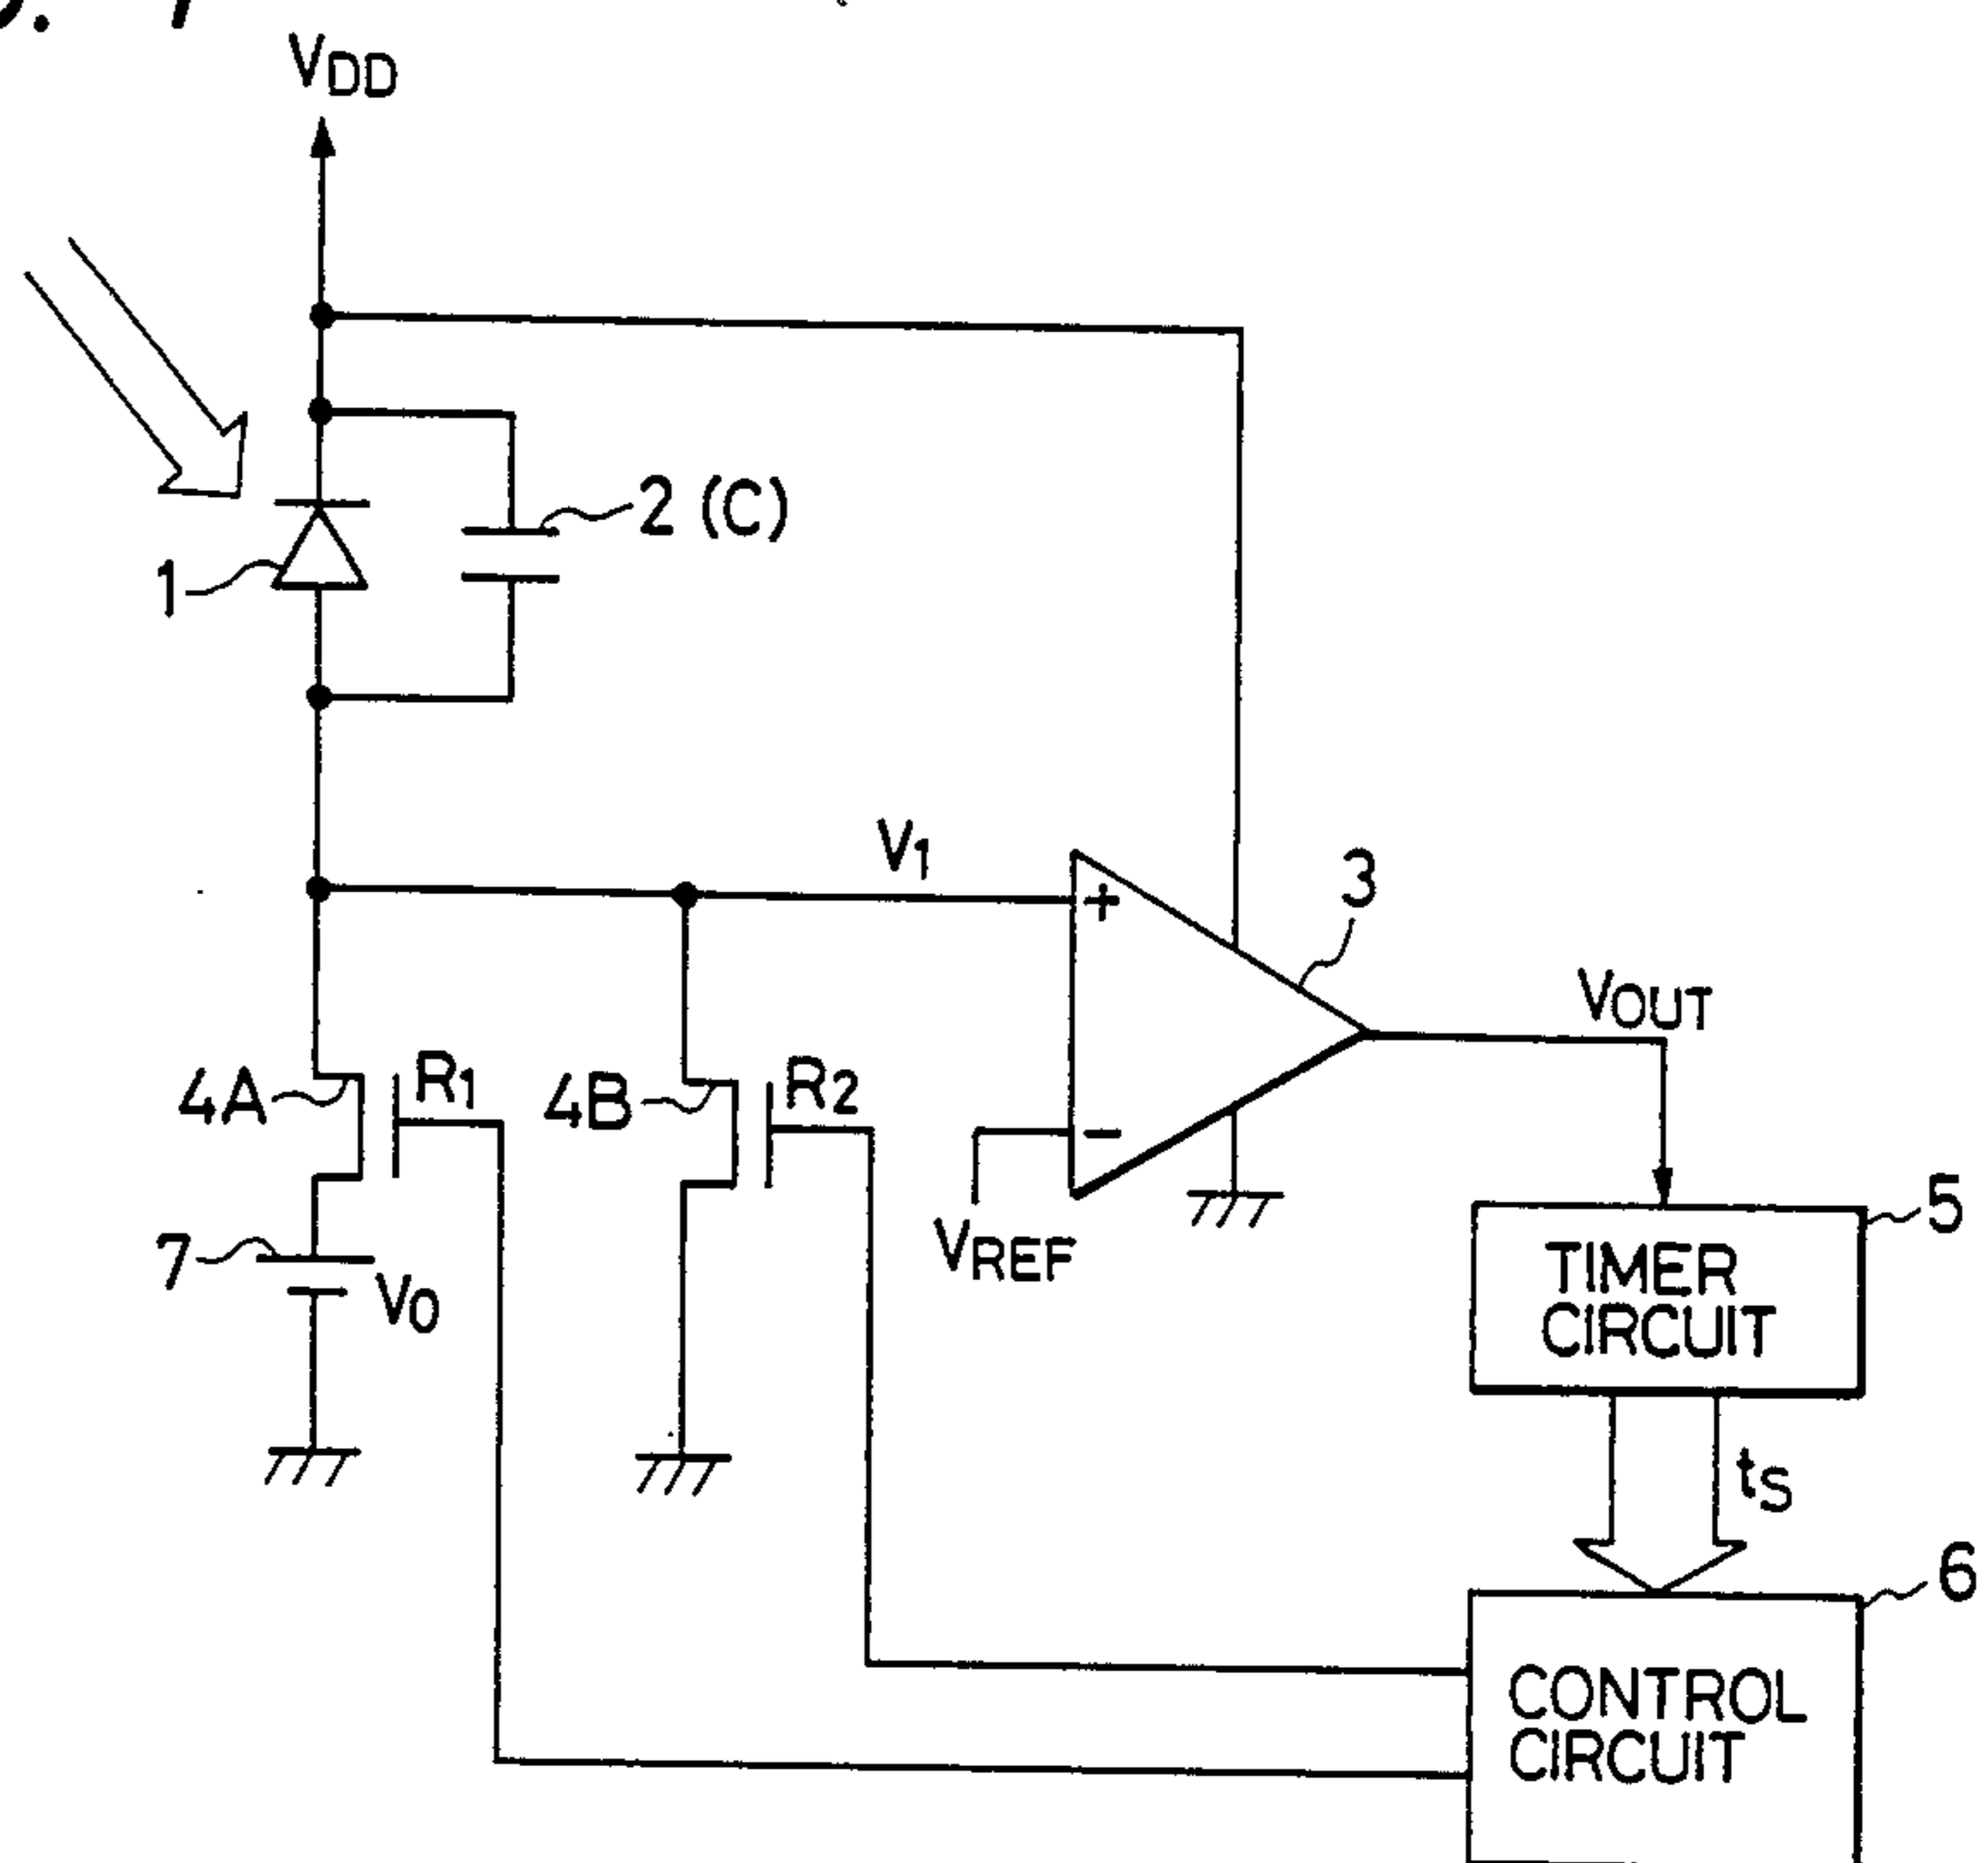 VDD
2 (C)
1
V1
+
3
VOUT
4A
R1
4B
R2
-
VREF
5
7
V0
TIMER
CIRCUIT
tS
6
CONTROL
CIRCUIT